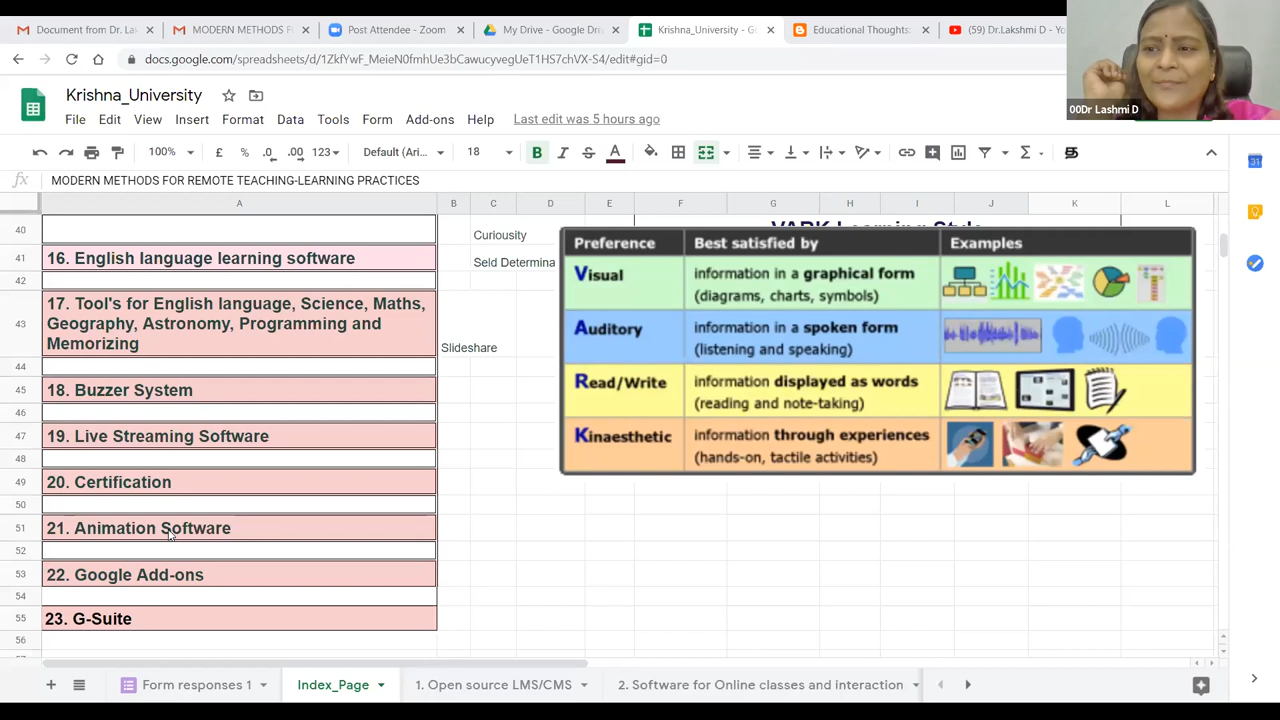 Document from Dr. La
MODERN METHODS F
Post Attendee - Zoom
My Drive - Google Dri
Krishna_University - G
Educational Thoughts:
(59) Dr.Lakshmi D - Yo
docs.google.com/spreadsheets/d/1ZkfYwF_MeieN0fmhUe3bCawucyvegUeT1HS7chVX-S4/edit#gid=0
00Dr Lashmi D
Krishna_University
File Edit View Insert Format Data Tools Form Add-ons Help Last edit was 5 hours ago
100% £ % .0 .00 123 Default (Ari... 18 B I S A
fx MODERN METHODS FOR REMOTE TEACHING-LEARNING PRACTICES
A B C D E F G H I J K L
40 Curiousity
VARK Learning Style
41 16. English language learning software Seld Determina
42
43 17. Tool's for English language, Science, Maths,
Geography, Astronomy, Programming and
Memorizing
Slideshare
44
45 18. Buzzer System
46
47 19. Live Streaming Software
48
49 20. Certification
50
51 21. Animation Software
52
53 22. Google Add-ons
54
55 23. G-Suite
56
Preference Best satisfied by Examples
Visual information in a graphical form
(diagrams, charts, symbols)
Auditory information in a spoken form
(listening and speaking)
Read/Write information displayed as words
(reading and note-taking)
Kinaesthetic information through experiences
(hands-on, tactile activities)
Form responses 1 Index_Page 1. Open source LMS/CMS 2. Software for Online classes and interaction